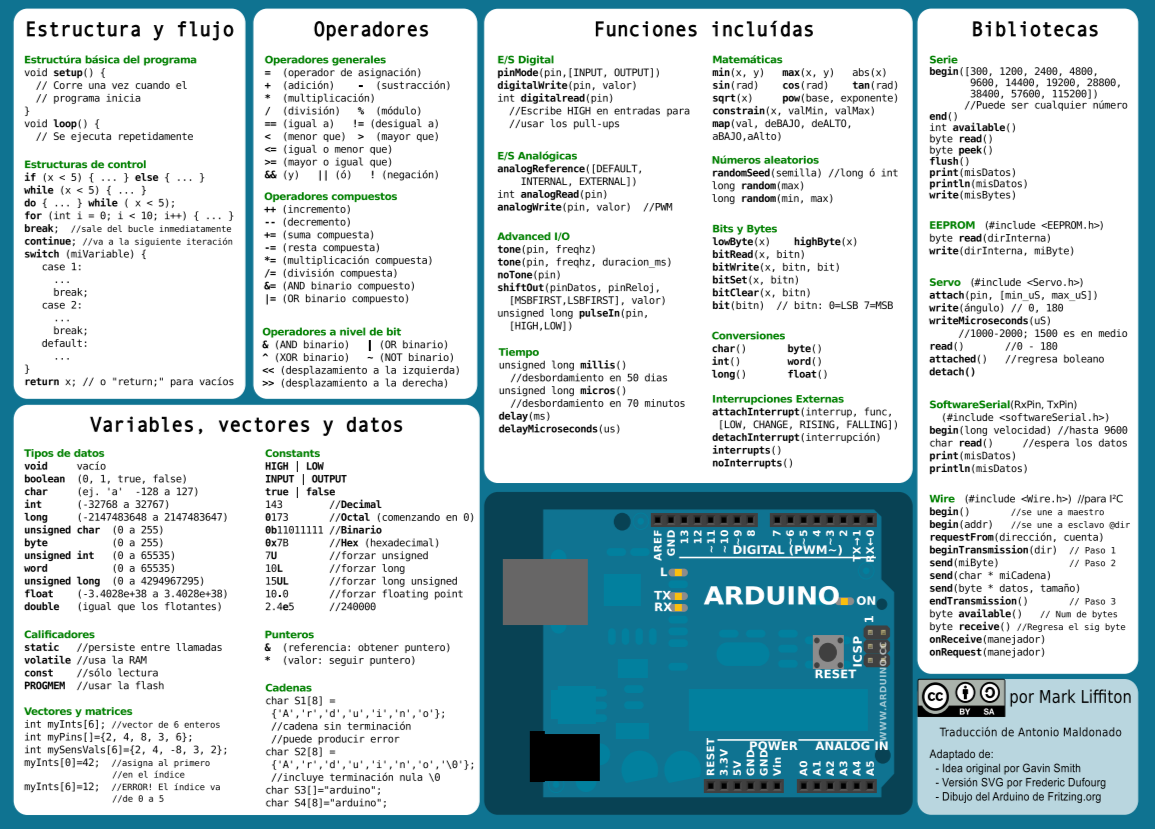 Estructura y flujo
Estructúra básica del programa
void setup() {
// Corre una vez cuando el
// programa inicia
}
void loop() {
// Se ejecuta repetidamente
Estructuras de control
if (x < 5) { ... } else { ... }
while (x < 5) { ... }
do { ... } while ( x < 5);
for (int i = 0; i < 10; i++) { ... }
break; //sale del bucle inmediatamente
continue; //va a la siguiente iteración
switch (miVariable) {
case 1:
...
break;
case 2:
...
break;
default:
...
}
return x; // o "return;" para vacíos
Operadores
Operadores generales
= (operador de asignación)
+ (adición) - (sustracción)
* (multiplicación)
/ (división) % (módulo)
== (igual a) != (desigual a)
< (menor que) > (mayor que)
<= (igual o menor que)
>= (mayor o igual que)
&& (y) || (ó) ! (negación)
Operadores compuestos
++ (incremento)
-- (decremento)
+= (suma compuesta)
-= (resta compuesta)
*= (multiplicación compuesta)
/= (división compuesta)
&= (AND binario compuesto)
|= (OR binario compuesto)
Operadores a nivel de bit
& (AND binario) | (OR binario)
^ (XOR binario) ~ (NOT binario)
<< (desplazamiento a la izquierda)
>> (desplazamiento a la derecha)
Funciones incluídas
E/S Digital
pinMode(pin,[INPUT, OUTPUT])
digitalWrite(pin, valor)
int digitalread(pin)
//Escribe HIGH en entradas para
//usar los pull-ups
E/S Analógicas
analogReference([DEFAULT,
INTERNAL, EXTERNAL])
int analogRead(pin)
analogWrite(pin, valor) //PWM
Advanced I/O
tone(pin, freqhz)
tone(pin, freqhz, duracion_ms)
noTone(pin)
shiftOut(pinDatos, pinReloj,
[MSBFIRST,LSBFIRST], valor)
unsigned long pulseIn(pin,
[HIGH,LOW])
Tiempo
unsigned long millis()
//desbordamiento en 50 dias
unsigned long micros()
//desbordamiento en 70 minutos
delay(ms)
delayMicroseconds(us)
Matemáticas
min(x, y) max(x, y) abs(x)
sin(rad) cos(rad) tan(rad)
sqrt(x) pow(base, exponente)
constrain(x, valMin, valMax)
map(val, deBAJO, deALTO,
aBAJO,aAlto)
Números aleatorios
randomSeed(semilla) //long ó int
long random(max)
long random(min, max)
Bits y Bytes
lowByte(x) highByte(x)
bitRead(x, bitn)
bitWrite(x, bitn, bit)
bitSet(x, bitn)
bitClear(x, bitn)
bit(bitn) // bitn: 0=LSB 7=MSB
Conversiones
char() byte()
int() word()
long() float()
Interrupciones Externas
attachInterrupt(interrup, func,
[LOW, CHANGE, RISING, FALLING])
detachInterrupt(interrupción)
interrupts()
noInterrupts()
Bibliotecas
Serie
begin([300, 1200, 2400, 4800,
9600, 14400, 19200, 28800,
38400, 57600, 115200])
//Puede ser cualquier número
end()
int available()
byte read()
byte peek()
flush()
print(misDatos)
println(misDatos)
write(misBytes)
EEPROM (#include <EEPROM.h>)
byte read(dirInterna)
write(dirInterna, miByte)
Servo (#include <Servo.h>)
attach(pin, [min_uS, max_uS])
write(ángulo) // 0, 180
writeMicroseconds(uS)
//1000-2000; 1500 es en medio
read() //0 - 180
attached() //regresa boleano
detach()
SoftwareSerial(RxPin, TxPin)
(#include <softwareSerial.h>)
begin(long velocidad) //hasta 9600
char read() //espera los datos
print(misDatos)
println(misDatos)
Wire (#include <Wire.h>) //para I²C
begin() //se une a maestro
begin(addr) //se une a esclavo @dir
requestFrom(dirección, cuenta)
beginTransmission(dir) // Paso 1
send(miByte) // Paso 2
send(char * miCadena)
send(byte * datos, tamaño)
endTransmission() // Paso 3
byte available() // Num de bytes
byte receive() //Regresa el sig byte
onReceive(manejador)
onRequest(manejador)
Variables, vectores y datos
Tipos de datos
void vacío
boolean (0, 1, true, false)
char (ej. 'a' -128 a 127)
int (-32768 a 32767)
long (-2147483648 a 2147483647)
unsigned char (0 a 255)
byte (0 a 255)
unsigned int (0 a 65535)
word (0 a 65535)
unsigned long (0 a 4294967295)
float (-3.4028e+38 a 3.4028e+38)
double (igual que los flotantes)
Calificadores
static //persiste entre llamadas
volatile //usa la RAM
const //sólo lectura
PROGMEM //usar la flash
Vectores y matrices
int myInts[6]; //vector de 6 enteros
int myPins[]={2, 4, 8, 3, 6};
int mySensVals[6]={2, 4, -8, 3, 2};
myInts[0]=42; //asigna al primero
//en el índice
myInts[6]=12; //ERROR! El índice va
//de 0 a 5
Constants
HIGH | LOW
INPUT | OUTPUT
true | false
143 //Decimal
0173 //Octal (comenzando en 0)
0b11011111 //Binario
0x7B //Hex (hexadecimal)
7U //forzar unsigned
10L //forzar long
15UL //forzar long unsigned
10.0 //forzar floating point
2.4e5 //240000
Punteros
& (referencia: obtener puntero)
* (valor: seguir puntero)
Cadenas
char S1[8] =
{'A','r','d','u','i','n','o'};
//cadena sin terminación
//puede producir error
char S2[8] =
{'A','r','d','u','i','n','o','\0'};
//incluye terminación nula \0
char S3[]="arduino";
char S4[8]="arduino";
AREF
GND
13
12
~11
~10
~9
8
7
~6
~5
4
~3
2
TX→1
RX←0
DIGITAL (PWM~)
L
TX
RX
ARDUINO
ON
1
ICSP
RESET
WWW.ARDUINO.CC
POWER
ANALOG IN
RESET
3.3V
5V
GND
GND
Vin
A0
A1
A2
A3
A4
A5
cc
BY SA
por Mark Liffiton
Traducción de Antonio Maldonado
Adaptado de:
- Idea original por Gavin Smith
- Versión SVG por Frederic Dufourg
- Dibujo del Arduino de Fritzing.org